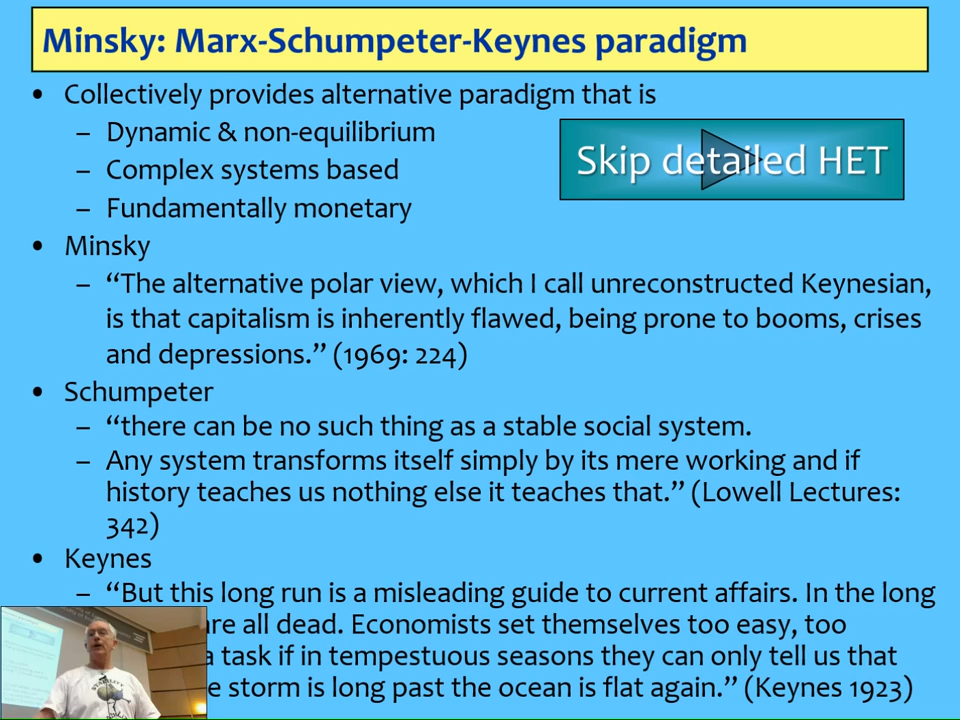 Minsky: Marx-Schumpeter-Keynes paradigm
• Collectively provides alternative paradigm that is
– Dynamic & non-equilibrium
– Complex systems based
– Fundamentally monetary
Skip detailed HET
• Minsky
– “The alternative polar view, which I call unreconstructed Keynesian,
is that capitalism is inherently flawed, being prone to booms, crises
and depressions.” (1969: 224)
• Schumpeter
– “there can be no such thing as a stable social system.
– Any system transforms itself simply by its mere working and if
history teaches us nothing else it teaches that.” (Lowell Lectures:
342)
• Keynes
– “But this long run is a misleading guide to current affairs. In the long
are all dead. Economists set themselves too easy, too
a task if in tempestuous seasons they can only tell us that
storm is long past the ocean is flat again.” (Keynes 1923)
STABILITY